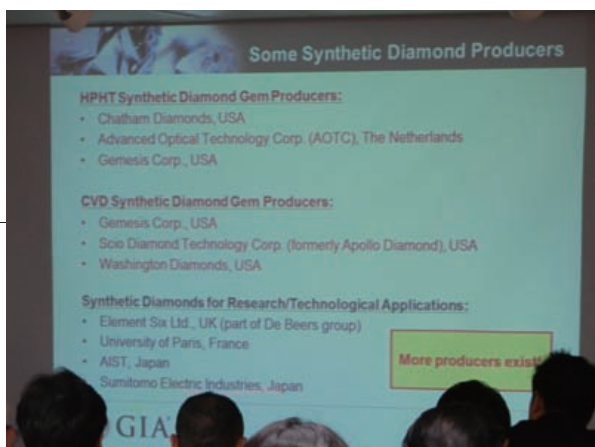 Some Synthetic Diamond Producers
HPHT Synthetic Diamond Gem Producers:
• Chatham Diamonds, USA
• Advanced Optical Technology Corp. (AOTC), The Netherlands
• Gemesis Corp., USA
CVD Synthetic Diamond Gem Producers:
• Gemesis Corp., USA
• Scio Diamond Technology Corp. (formerly Apollo Diamond), USA
• Washington Diamonds, USA
Synthetic Diamonds for Research/Technological Applications:
• Element Six Ltd., UK (part of De Beers group)
• University of Paris, France
• AIST, Japan
Sumitomo Electric Industries, Japan
More producers exist!
GIA